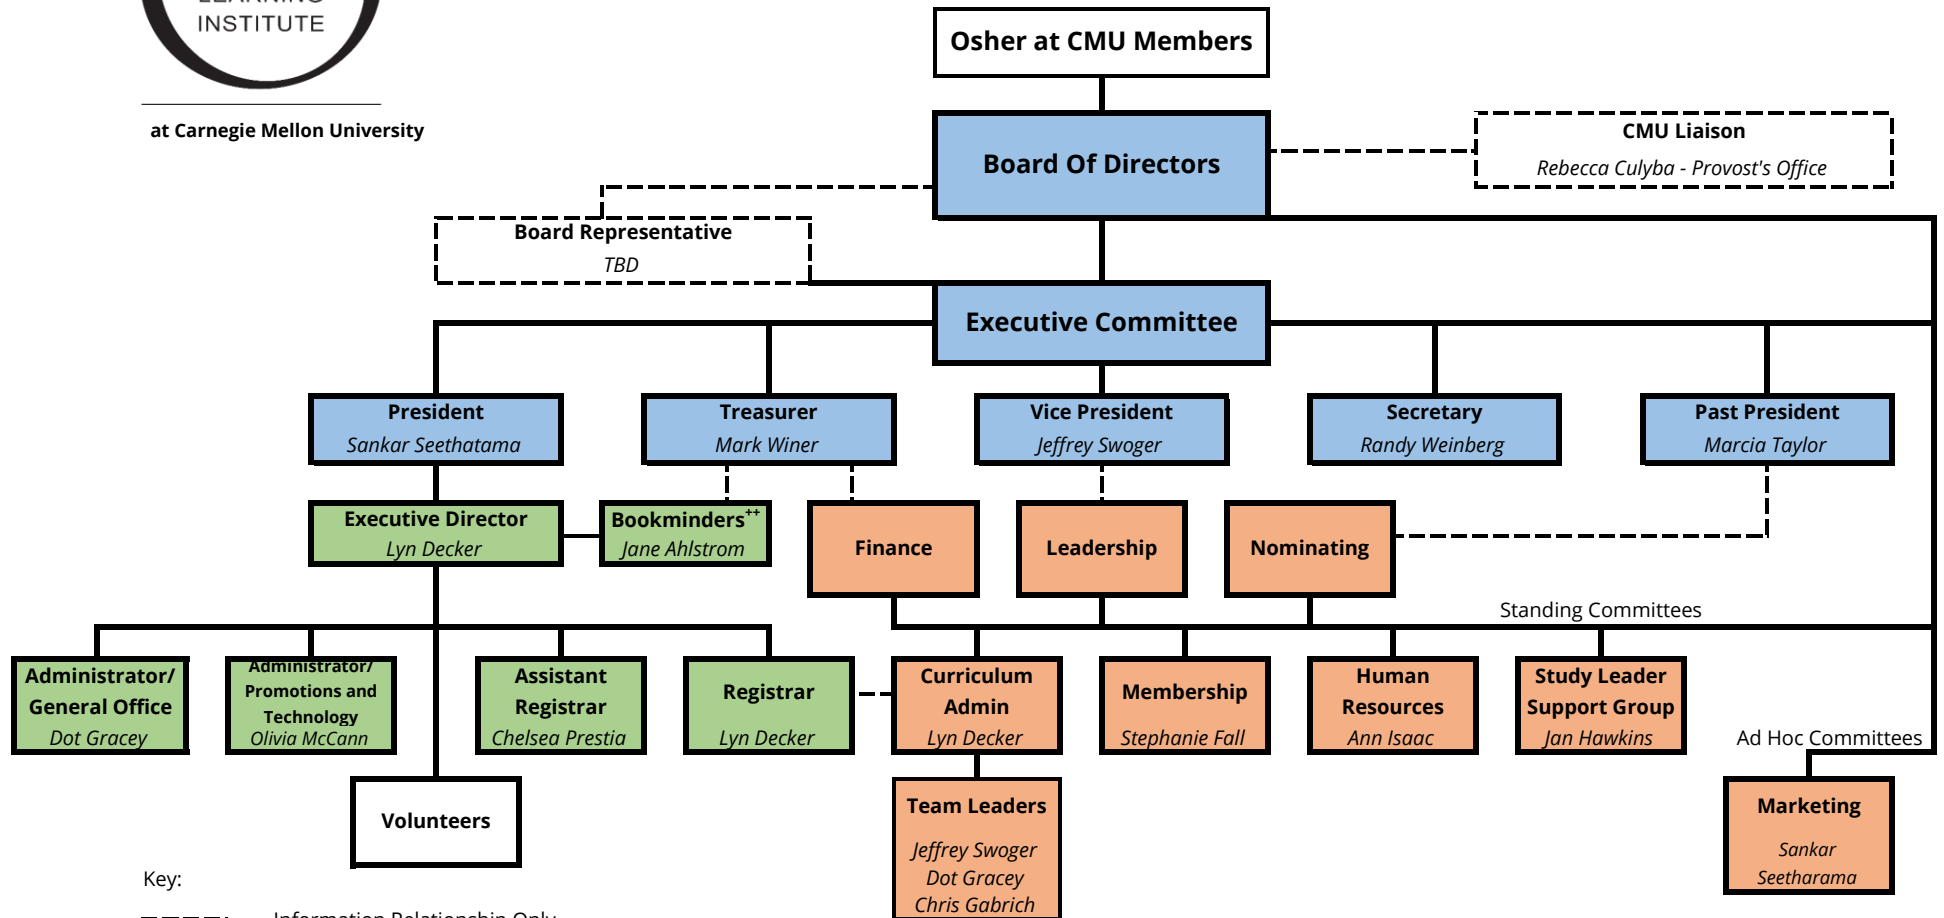 LEARNING
INSTITUTE
at Carnegie Mellon University
Osher at CMU Members
Board Of Directors
CMU Liaison
Rebecca Culyba - Provost's Office
Board Representative
TBD
Executive Committee
President
Sankar Seethatama
Treasurer
Mark Winer
Vice President
Jeffrey Swoger
Secretary
Randy Weinberg
Past President
Marcia Taylor
Executive Director
Lyn Decker
Bookminders++
Jane Ahlstrom
Finance
Leadership
Nominating
Standing Committees
Administrator/
General Office
Dot Gracey
Administrator/
Promotions and
Technology
Olivia McCann
Assistant
Registrar
Chelsea Prestia
Registrar
Lyn Decker
Curriculum
Admin
Lyn Decker
Membership
Stephanie Fall
Human
Resources
Ann Isaac
Study Leader
Support Group
Jan Hawkins
Ad Hoc Committees
Volunteers
Team Leaders
Jeffrey Swoger
Dot Gracey
Chris Gabrich
Marketing
Sankar
Seetharama
Key:
Information Relationship Only